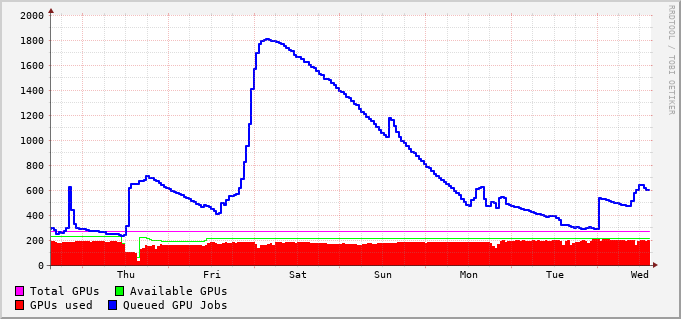 RRDTOOL / TOBI OETIKER
2000
1800
1600
1400
1200
1000
800
600
400
200
0
Thu Fri Sat Sun Mon Tue Wed
Total GPUs Available GPUs
GPUs used Queued GPU Jobs